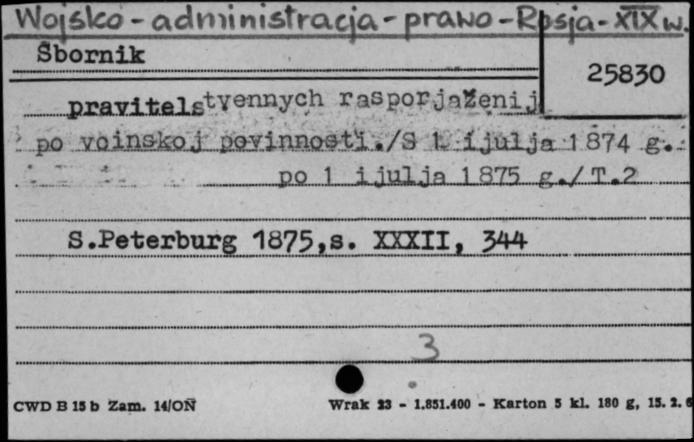 Wojsko - administracja - prawo - Rosja - XIX w.
Sbornik
25830
pravitelstvennych rasporjaženij
po voinskoj povinnosti./S 1 ijulja 1874 g.
po 1 ijulja 1875 g./T.2
S.Peterburg 1875,s. XXXII, 344
3
CWD B 15 b Zam. 14/ON Wrak 23 - 1.851.400 - Karton 5 kl. 180 g, 15. 2. 6